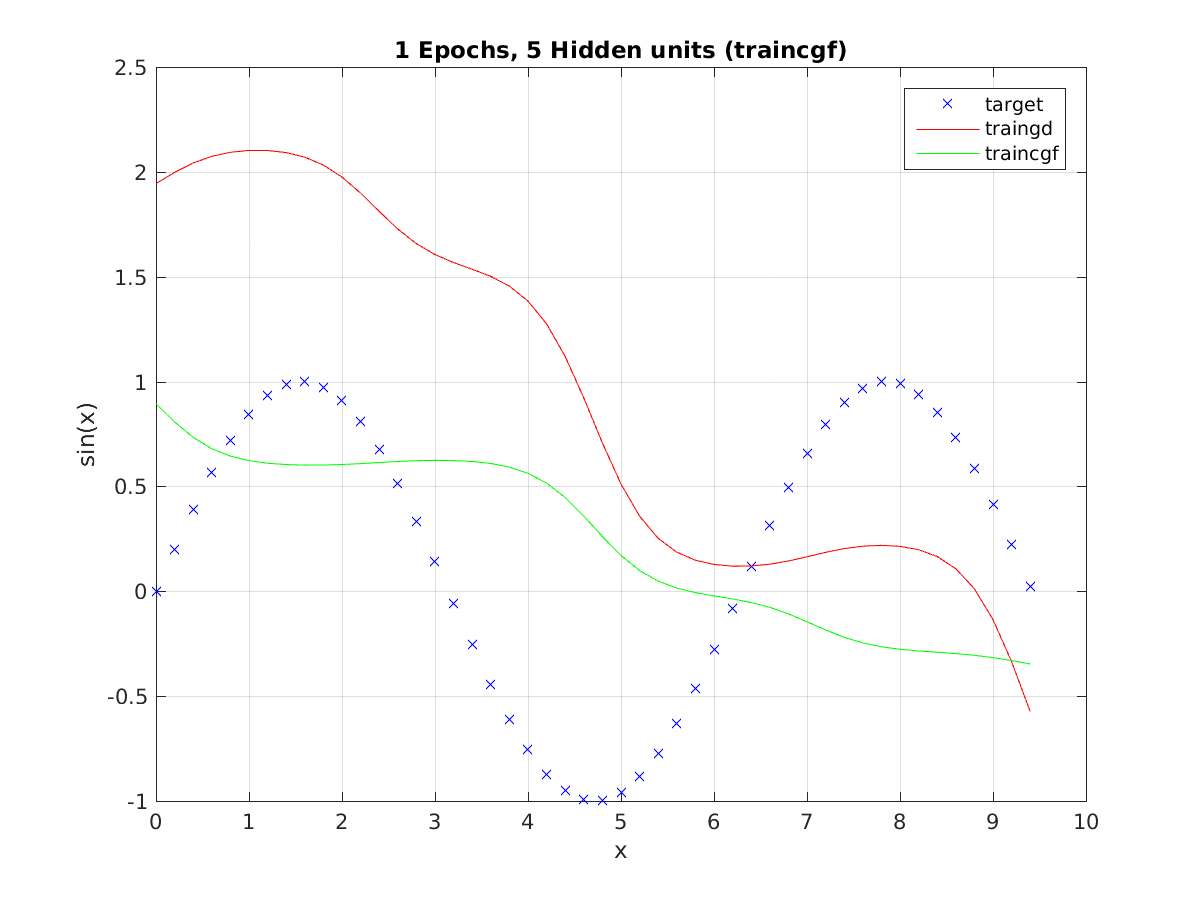 1 Epochs, 5 Hidden units (traincgf)
2.5
2
1.5
1
0.5
0
-0.5
-1
sin(x)
target
traingd
traincgf
0 1 2 3 4 5 6 7 8 9 10
x